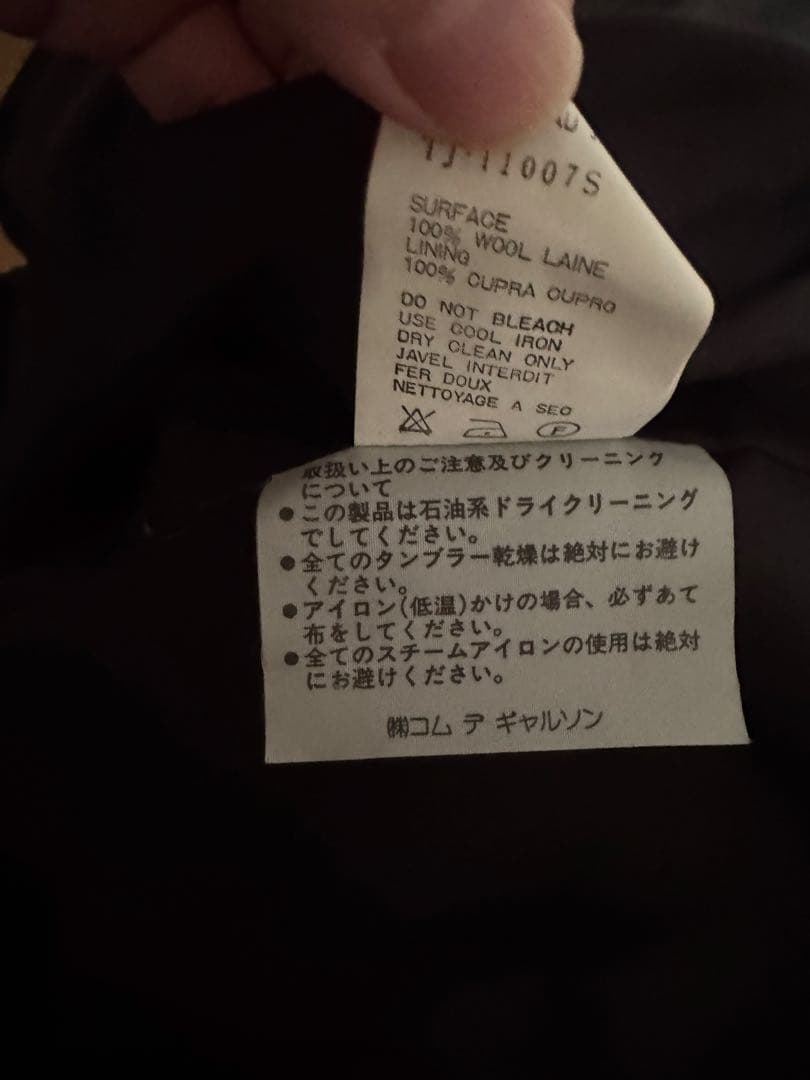 11007S
SURFACE
100% WOOL LAINE
LINING
100% CUPRA CUPRO
DO NOT BLEACH
USE COOL IRON
DRY CLEAN ONLY
JAVEL INTERDIT
FER DOUX
NETTOYAGE A SEC
F
取扱い上のご注意及びクリーニング
について
●この製品は石油系ドライクリーニング
でしてください。
●全てのタンブラー乾燥は絶対にお避け
ください。
●アイロン(低温)かけの場合、必ずあて
布をしてください。
●全てのスチームアイロンの使用は絶対
にお避けください。
㈱コム デ ギャルソン